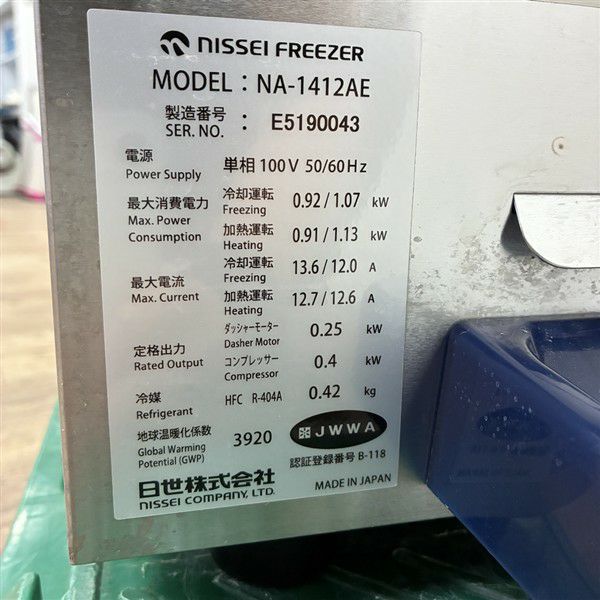 NISSEI FREEZER
MODEL : NA-1412AE
製造番号
SER. NO. : E5190043
電源
Power Supply 単相 100V 50/60Hz
最大消費電力
Max. Power
Consumption
冷却運転
Freezing 0.92 / 1.07 kW
加熱運転
Heating 0.91 / 1.13 kW
最大電流
Max. Current
冷却運転
Freezing 13.6 / 12.0 A
加熱運転
Heating 12.7 / 12.6 A
定格出力
Rated Output
ダッシャーモーター
Dasher Motor 0.25 kW
コンプレッサー
Compressor 0.4 kW
冷媒
Refrigerant HFC R-404A 0.42 kg
地球温暖化係数
Global Warming
Potential (GWP) 3920
JWWA
認証登録番号 B-118
日世株式会社
NISSEI COMPANY, LTD.
MADE IN JAPAN